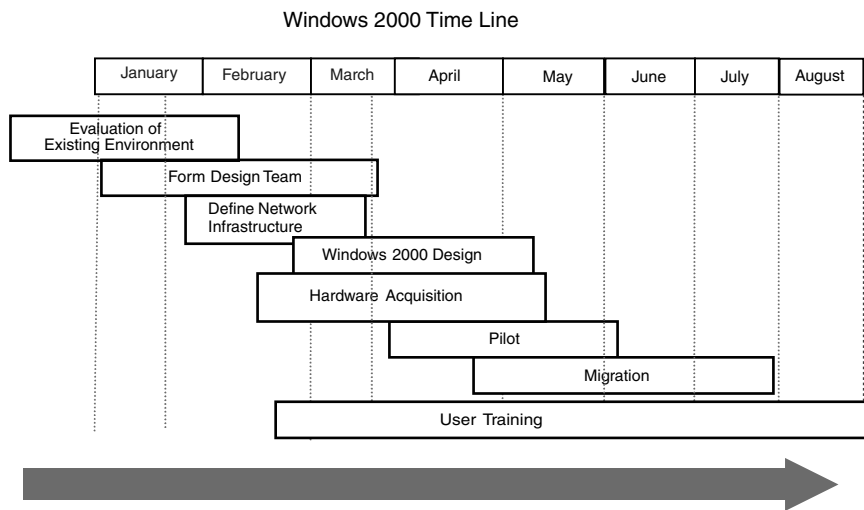 Windows 2000 Time Line
January February March April May June July August
Evaluation of
Existing Environment
Form Design Team
Define Network
Infrastructure
Windows 2000 Design
Hardware Acquisition
Pilot
Migration
User Training